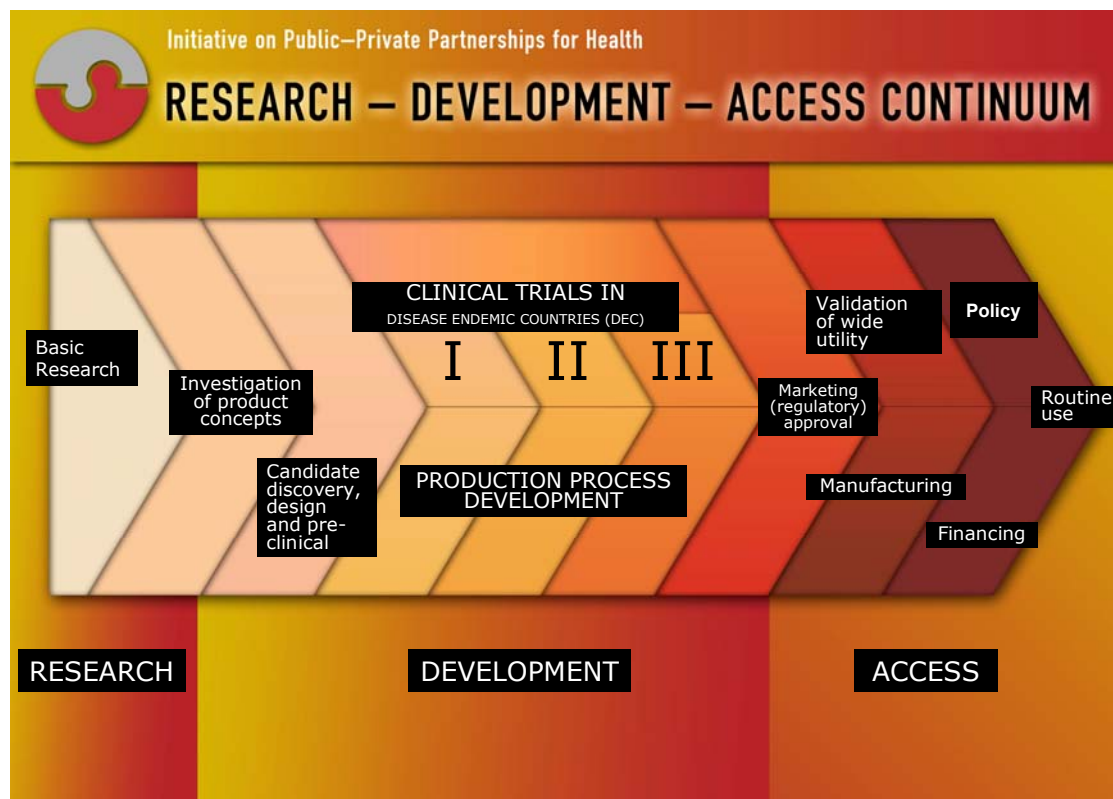 Initiative on Public–Private Partnerships for Health
RESEARCH – DEVELOPMENT – ACCESS CONTINUUM
Basic
Research
Investigation
of product
concepts
Candidate
discovery,
design
and pre-
clinical
CLINICAL TRIALS IN
DISEASE ENDEMIC COUNTRIES (DEC)
I II III
PRODUCTION PROCESS
DEVELOPMENT
Marketing
(regulatory)
approval
Validation
of wide
utility
Manufacturing
Policy
Financing
Routine
use
RESEARCH
DEVELOPMENT
ACCESS